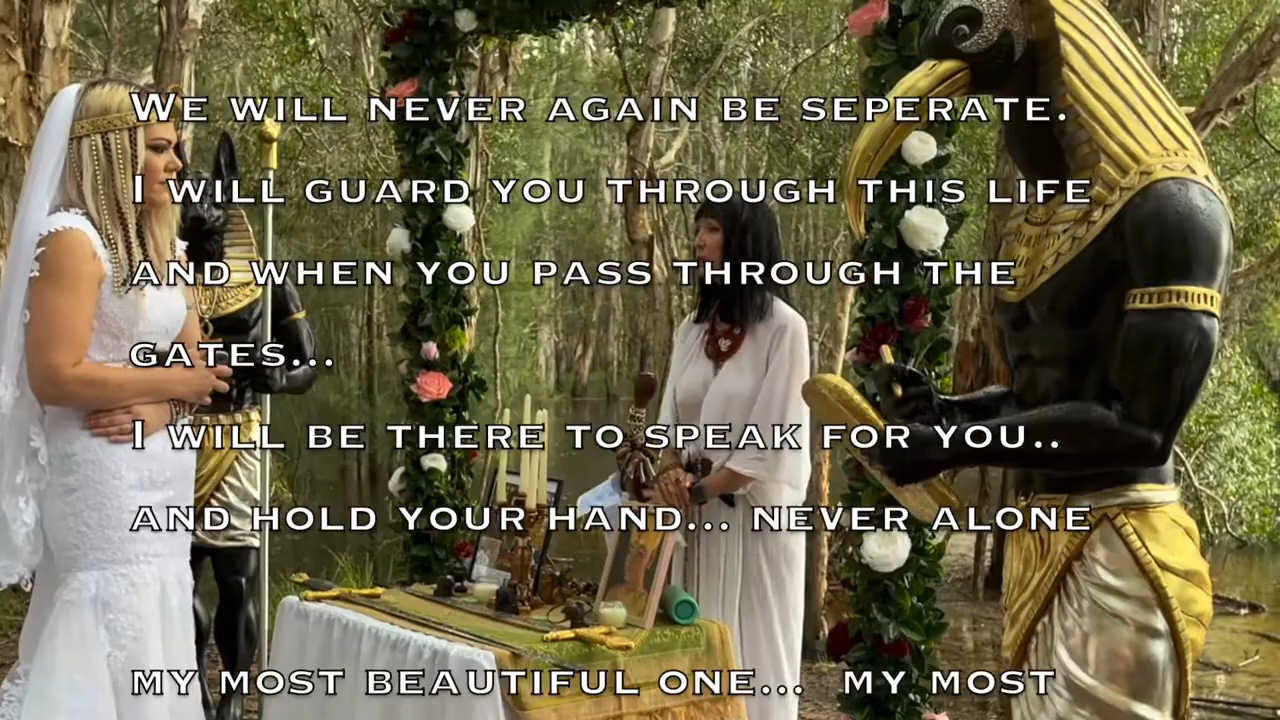 WE WILL NEVER AGAIN BE SEPERATE.
I WILL GUARD YOU THROUGH THIS LIFE
AND WHEN YOU PASS THROUGH THE
GATES...
I WILL BE THERE TO SPEAK FOR YOU..
AND HOLD YOUR HAND... NEVER ALONE
MY MOST BEAUTIFUL ONE... MY MOST